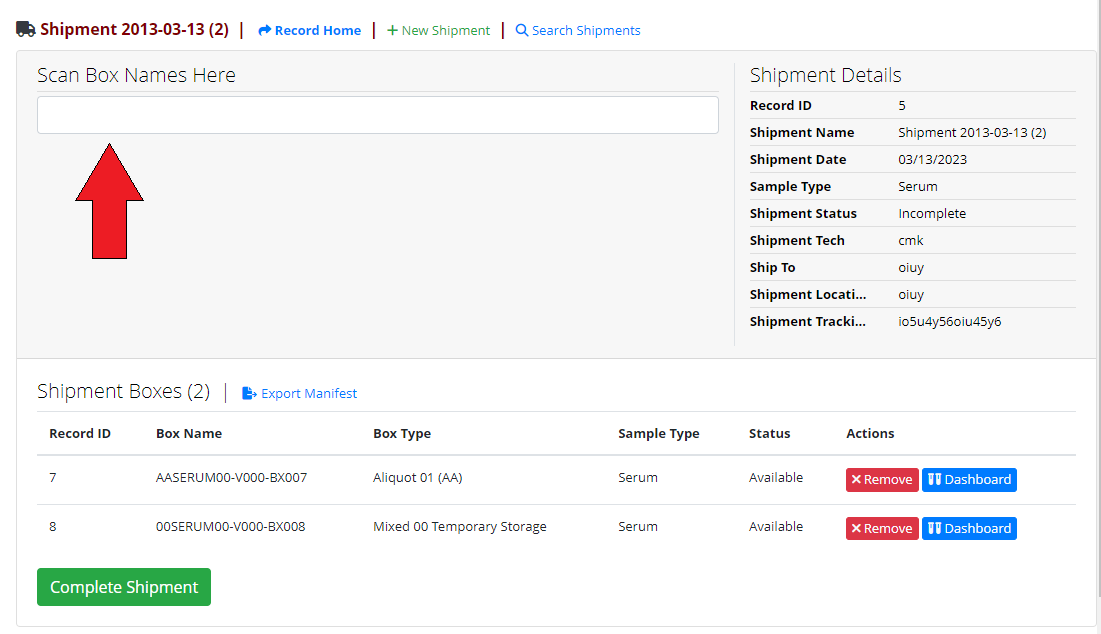 Shipment 2013-03-13 (2) | Record Home | New Shipment | Search Shipments
Scan Box Names Here
Shipment Details
Record ID 5
Shipment Name Shipment 2013-03-13 (2)
Shipment Date 03/13/2023
Sample Type Serum
Shipment Status Incomplete
Shipment Tech cmk
Ship To oiuy
Shipment Locati... oiuy
Shipment Tracki... io5u4y56oiu45y6
Shipment Boxes (2) | Export Manifest
Record ID Box Name Box Type Sample Type Status Actions
7 AASERUM00-V000-BX007 Aliquot 01 (AA) Serum Available Remove Dashboard
8 00SERUM00-V000-BX008 Mixed 00 Temporary Storage Serum Available Remove Dashboard
Complete Shipment